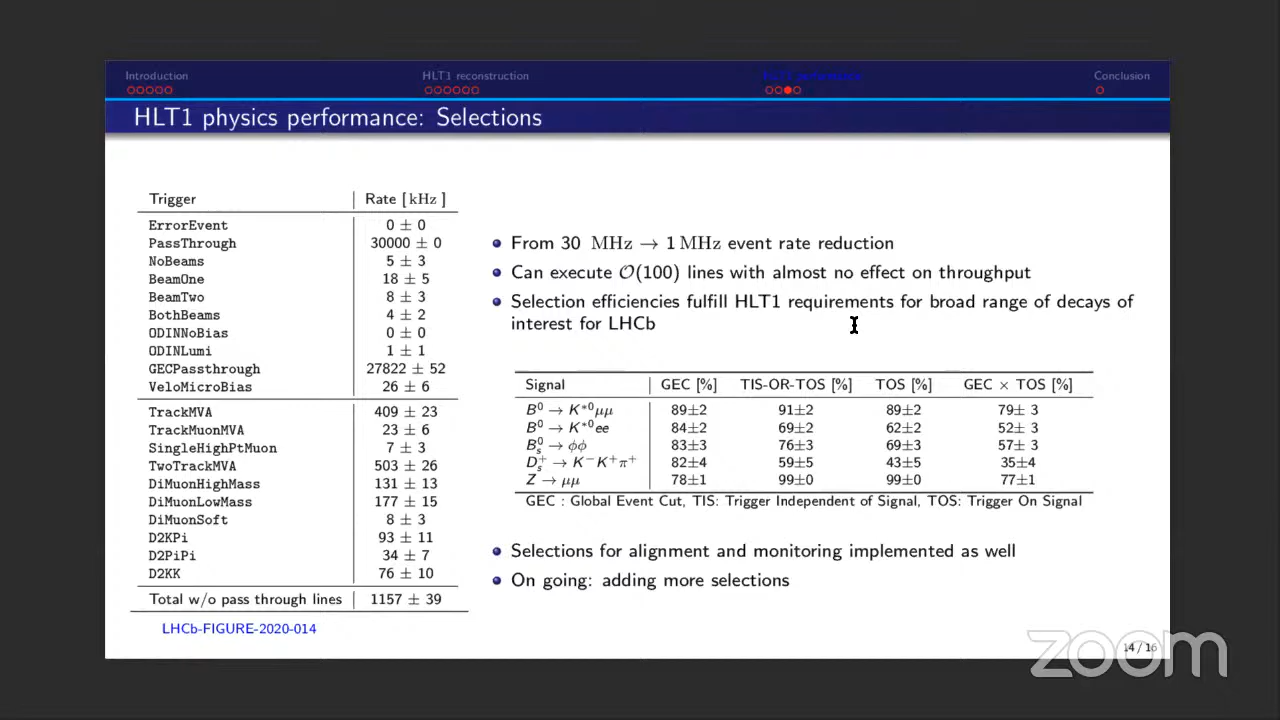 Introduction HLT1 reconstruction HLT1 performance Conclusion
HLT1 physics performance: Selections
Trigger Rate [kHz]
ErrorEvent 0 ± 0
PassThrough 30000 ± 0
NoBeams 5 ± 3
BeamOne 18 ± 5
BeamTwo 8 ± 3
BothBeams 4 ± 2
ODINNoBias 0 ± 0
ODINLumi 1 ± 1
GECPassthrough 27822 ± 52
VeloMicroBias 26 ± 6
TrackMVA 409 ± 23
TrackMuonMVA 23 ± 6
SingleHighPtMuon 7 ± 3
TwoTrackMVA 503 ± 26
DiMuonHighMass 131 ± 13
DiMuonLowMass 177 ± 15
DiMuonSoft 8 ± 3
D2KPi 93 ± 11
D2PiPi 34 ± 7
D2KK 76 ± 10
Total w/o pass through lines 1157 ± 39
LHCb-FIGURE-2020-014
From 30 MHz → 1 MHz event rate reduction
Can execute O(100) lines with almost no effect on throughput
Selection efficiencies fulfill HLT1 requirements for broad range of decays of
interest for LHCb
Signal GEC [%] TIS-OR-TOS [%] TOS [%] GEC × TOS [%]
B⁰ → K*⁰μμ 89±2 91±2 89±2 79± 3
B⁰ → K*⁰ee 84±2 69±2 62±2 52± 3
B⁰ₛ → φφ 83±3 76±3 69±3 57± 3
D⁺ₛ → K⁻K⁺π⁺ 82±4 59±5 43±5 35±4
Z → μμ 78±1 99±0 99±0 77±1
GEC : Global Event Cut, TIS: Trigger Independent of Signal, TOS: Trigger On Signal
Selections for alignment and monitoring implemented as well
On going: adding more selections
14 / 16
zoom